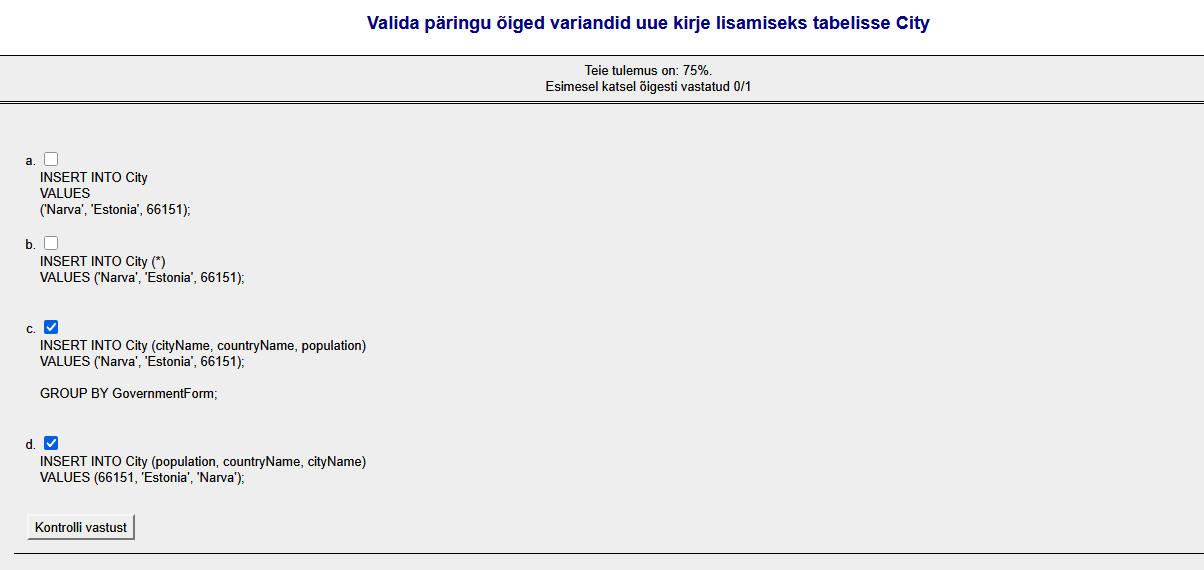 Valida päringu õiged variandid uue kirje lisamiseks tabelisse City
Teie tulemus on: 75%.
Esimesel katsel õigesti vastatud 0/1
a.
INSERT INTO City
VALUES
('Narva', 'Estonia', 66151);
b.
INSERT INTO City (*)
VALUES ('Narva', 'Estonia', 66151);
c.
INSERT INTO City (cityName, countryName, population)
VALUES ('Narva', 'Estonia', 66151);
GROUP BY GovernmentForm;
d.
INSERT INTO City (population, countryName, cityName)
VALUES (66151, 'Estonia', 'Narva');
Kontrolli vastust